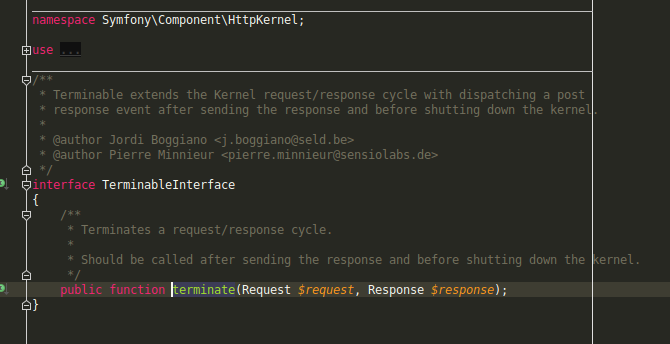 namespace Symfony\Component\HttpKernel;
use ...
/**
 * Terminable extends the Kernel request/response cycle with dispatching a post
 * response event after sending the response and before shutting down the kernel.
 *
 * @author Jordi Boggiano <j.boggiano@seld.be>
 * @author Pierre Minnieur <pierre.minnieur@sensiolabs.de>
 */
interface TerminableInterface
{
    /**
     * Terminates a request/response cycle.
     *
     * Should be called after sending the response and before shutting down the kernel.
     */
    public function terminate(Request $request, Response $response);
}